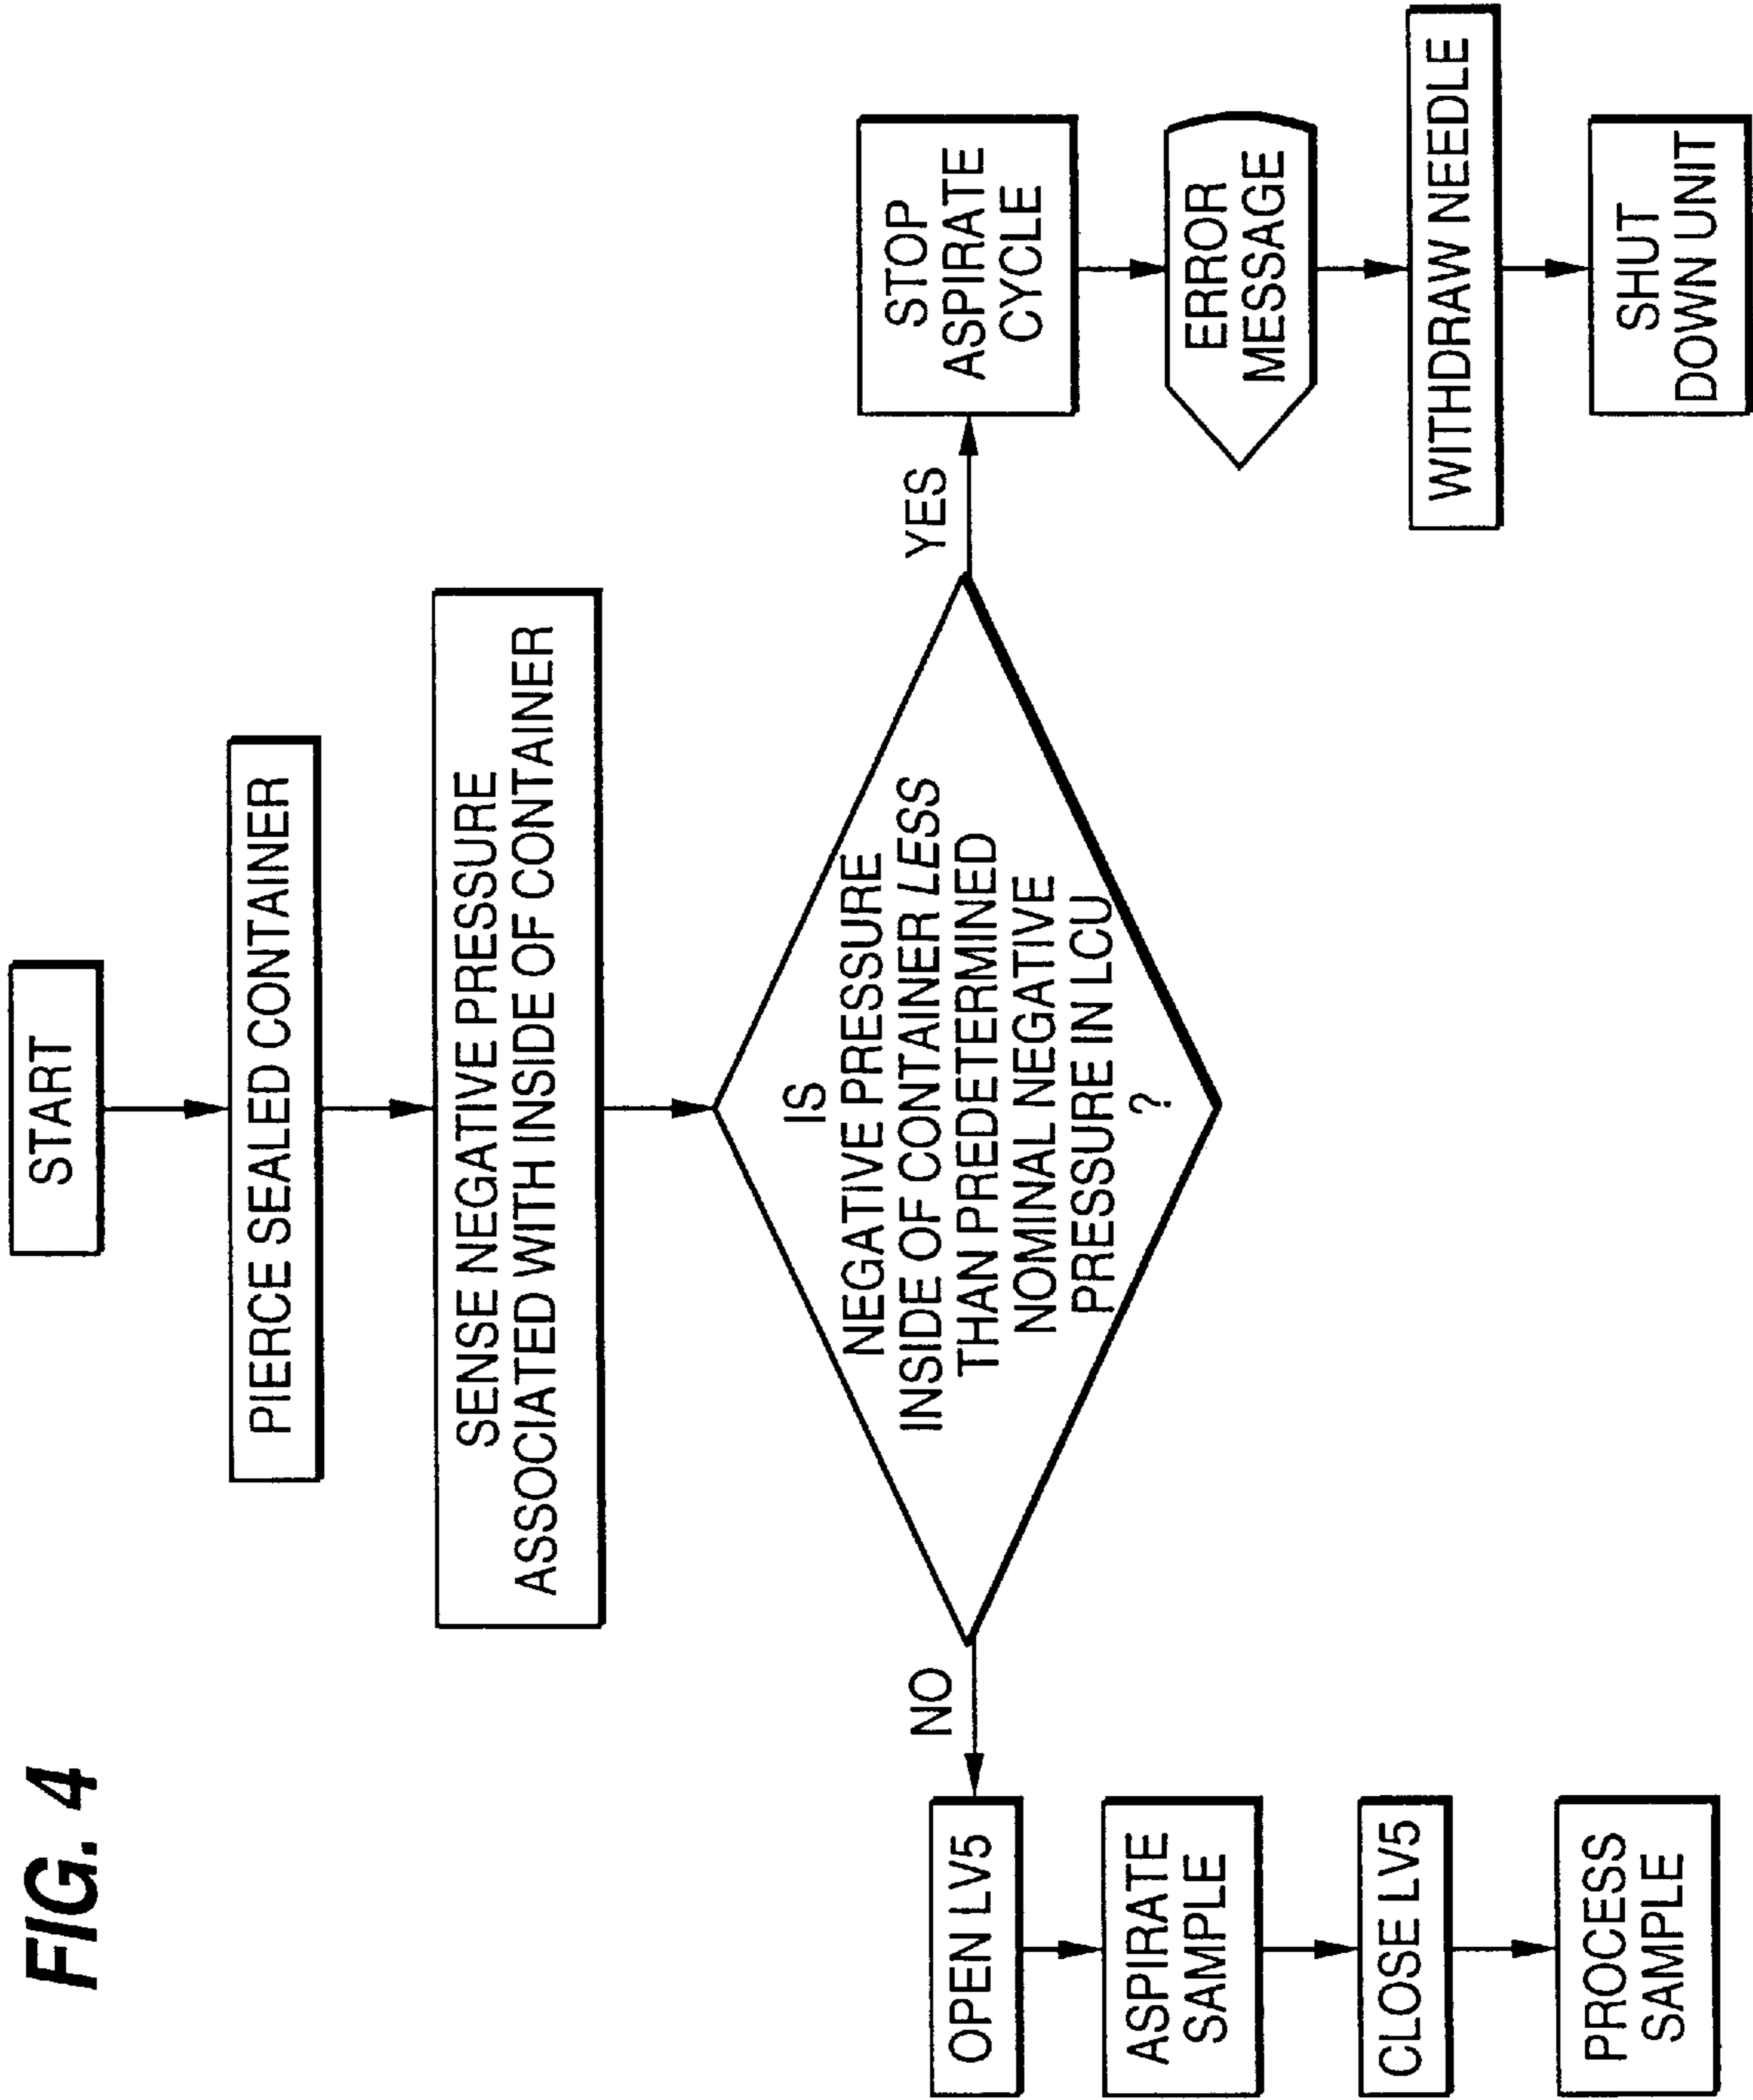 FIG. 4
START
PIERCE SEALED CONTAINER
SENSE NEGATIVE PRESSURE
ASSOCIATED WITH INSIDE OF CONTAINER
IS
NEGATIVE PRESSURE
INSIDE OF CONTAINER LESS
THAN PREDETERMINED
NOMINAL NEGATIVE
PRESSURE IN LCU
?
NO
OPEN LV5
ASPIRATE
SAMPLE
CLOSE LV5
PROCESS
SAMPLE
YES
STOP
ASPIRATE
CYCLE
ERROR
MESSAGE
WITHDRAW NEEDLE
SHUT
DOWN UNIT